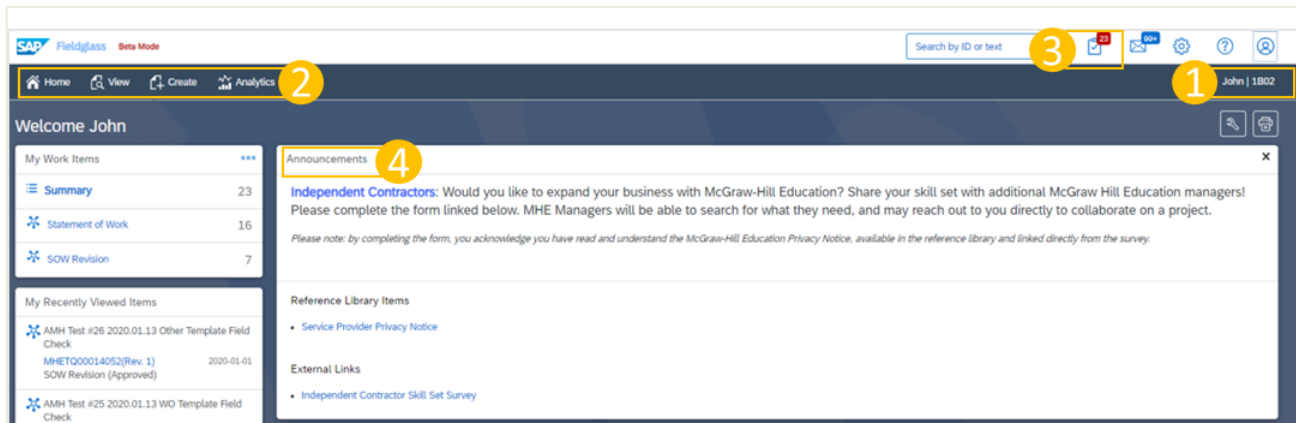 SAP Fieldglass Beta Mode
Search by ID or text
3
23
99+
Home View Create Analytics
2
1
John | 1B02
Welcome John
My Work Items
Summary 23
Statement of Work 16
SOW Revision 7
My Recently Viewed Items
AMH Test #26 2020.01.13 Other Template Field
Check
MHETQ00014052(Rev. 1) 2020-01-01
SOW Revision (Approved)
AMH Test #25 2020.01.13 WO Template Field
Check
Announcements
4
Independent Contractors: Would you like to expand your business with McGraw-Hill Education? Share your skill set with additional McGraw Hill Education managers!
Please complete the form linked below. MHE Managers will be able to search for what they need, and may reach out to you directly to collaborate on a project.
Please note: by completing the form, you acknowledge you have read and understand the McGraw-Hill Education Privacy Notice, available in the reference library and linked directly from the survey.
Reference Library Items
• Service Provider Privacy Notice
External Links
• Independent Contractor Skill Set Survey